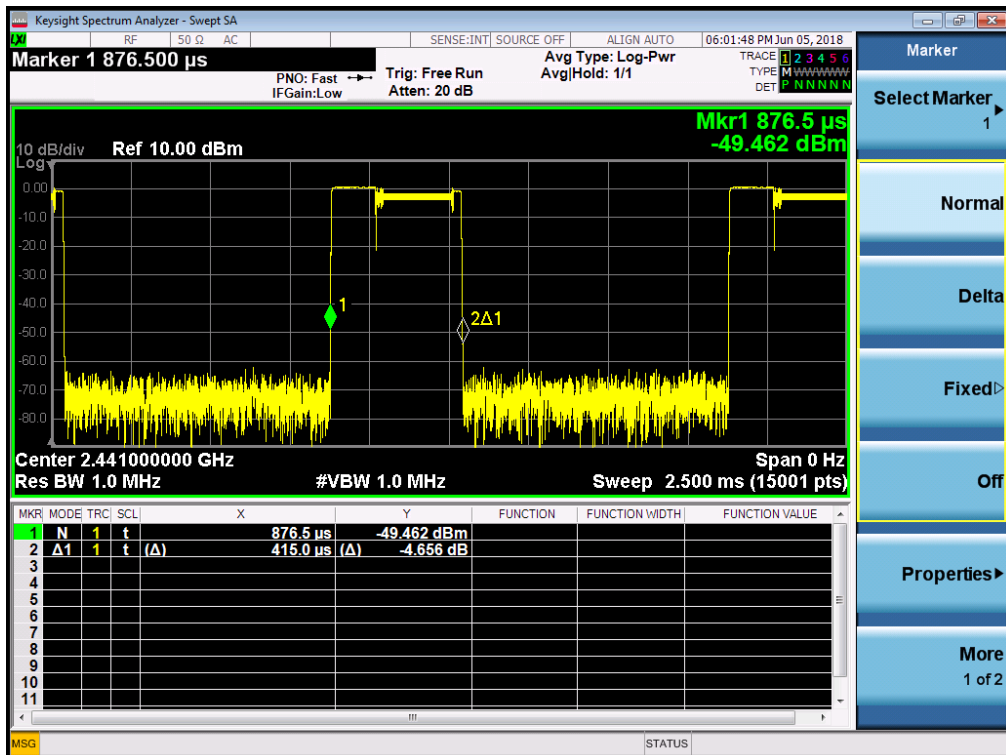 Keysight Spectrum Analyzer - Swept SA
LXI RF 50 Ω AC SENSE:INT SOURCE OFF ALIGN AUTO 06:01:48 PM Jun 05, 2018
Marker 1 876.500 µs
PNO: Fast
IFGain:Low
Trig: Free Run
Atten: 20 dB
Avg Type: Log-Pwr
Avg|Hold: 1/1
TRACE 1 2 3 4 5 6
TYPE M WWWWW
DET P N N N N N
Mkr1 876.5 µs
-49.462 dBm
10 dB/div Ref 10.00 dBm
Log
0.00
-10.0
-20.0
-30.0
-40.0
-50.0
-60.0
-70.0
-80.0
1
2Δ1
Center 2.441000000 GHz Span 0 Hz
Res BW 1.0 MHz #VBW 1.0 MHz Sweep 2.500 ms (15001 pts)
MKR MODE TRC SCL X Y FUNCTION FUNCTION WIDTH FUNCTION VALUE
1 N 1 t 876.5 µs -49.462 dBm
2 Δ1 1 t (Δ) 415.0 µs (Δ) -4.656 dB
3
4
5
6
7
8
9
10
11
MSG STATUS
Marker
Select Marker
1
Normal
Delta
Fixed
Off
Properties
More
1 of 2